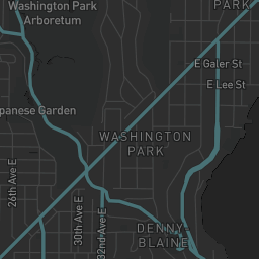 Washington Park
Arboretum
PARK
E Galer St
E Lee St
panese Garden
WASHINGTON
PARK
26th Ave E
30th Ave E
32nd Ave E
DENNY-
BLAINE